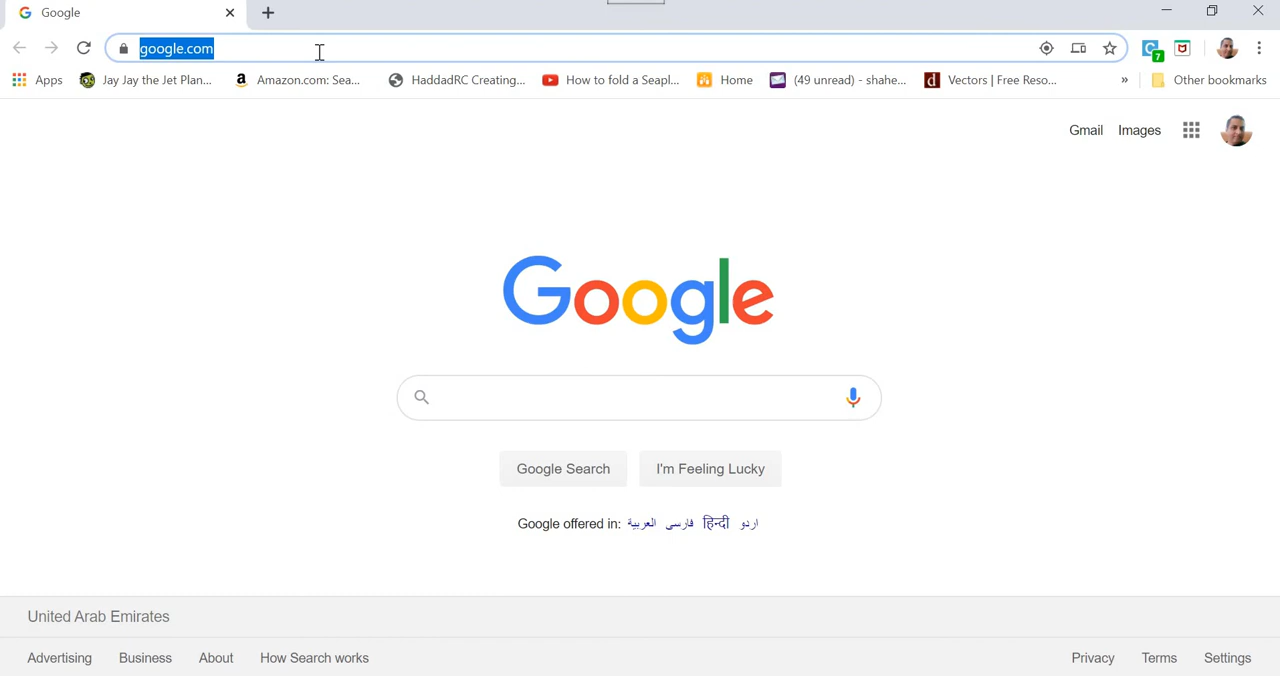 Google
google.com
Apps Jay Jay the Jet Plan... Amazon.com: Sea... HaddadRC Creating... How to fold a Seapl... Home (49 unread) - shahe... Vectors | Free Reso... » Other bookmarks
7
Gmail Images
Google
Google Search I'm Feeling Lucky
Google offered in: العربية فارسی हिन्दी اردو
United Arab Emirates
Advertising Business About How Search works Privacy Terms Settings